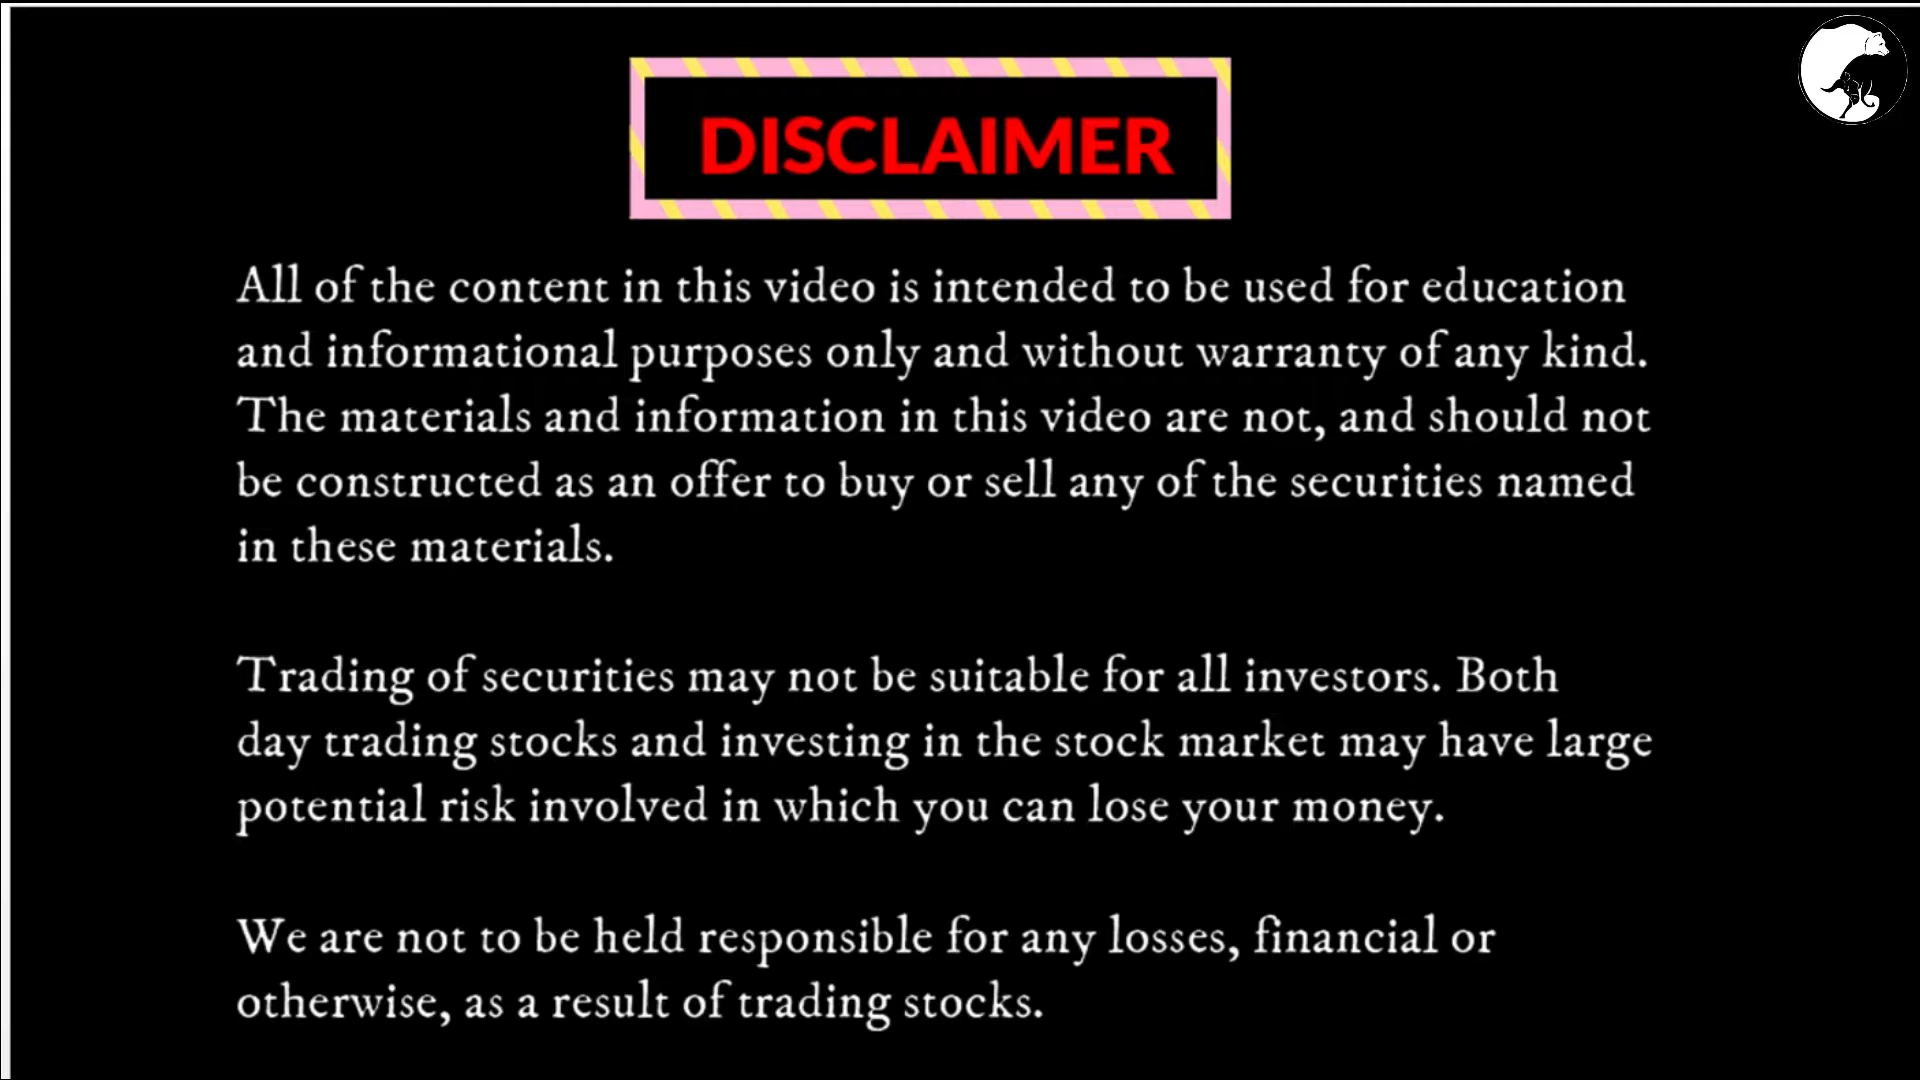 DISCLAIMER
All of the content in this video is intended to be used for education
and informational purposes only and without warranty of any kind.
The materials and information in this video are not, and should not
be constructed as an offer to buy or sell any of the securities named
in these materials.
Trading of securities may not be suitable for all investors. Both
day trading stocks and investing in the stock market may have large
potential risk involved in which you can lose your money.
We are not to be held responsible for any losses, financial or
otherwise, as a result of trading stocks.